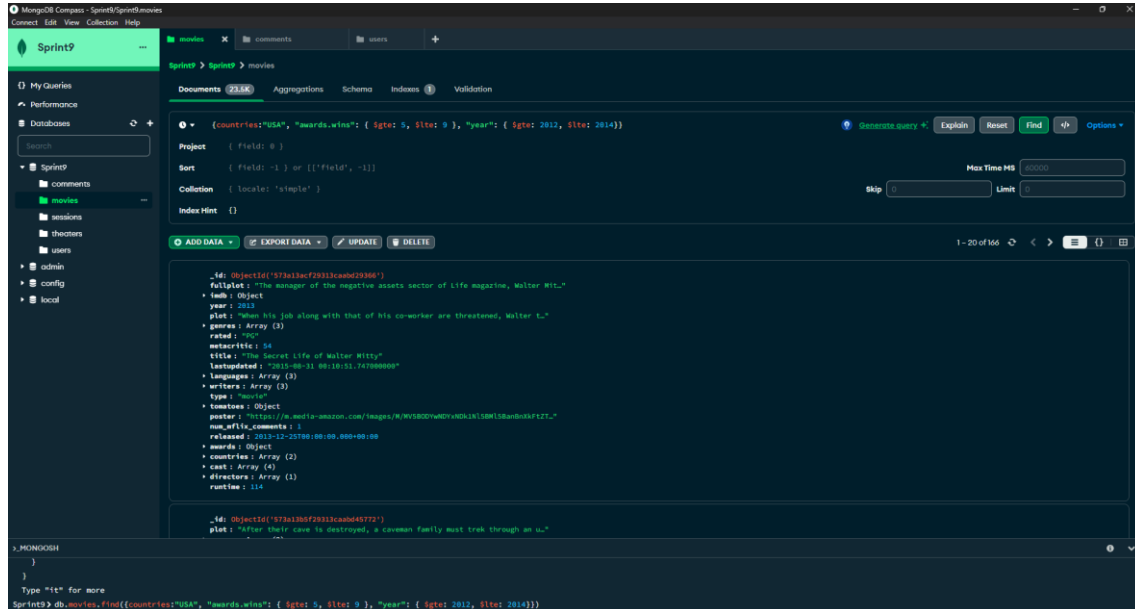 MongoDB Compass - Sprint9/Sprint9.movies
Connect Edit View Collection Help
Sprint9
movies
comments
users
Sprint9 > Sprint9 > movies
{} My Queries
Performance
Databases
Search
Sprint9
comments
movies
sessions
theaters
users
admin
config
local
Documents 23.5K Aggregations Schema Indexes 1 Validation
{countries:"USA", "awards.wins": { $gte: 5, $lte: 9 }, "year": { $gte: 2012, $lte: 2014}}
Generate query Explain Reset Find </> Options
Project { field: 0 }
Sort { field: -1 } or [['field', -1]]
Max Time MS 60000
Collation { locale: 'simple' }
Skip 0 Limit 0
Index Hint {}
ADD DATA EXPORT DATA UPDATE DELETE
1 – 20 of 166
_id: ObjectId('573a13acf29313caabd29366')
fullplot : "The manager of the negative assets sector of Life magazine, Walter Mit…"
imdb : Object
year : 2013
plot : "When his job along with that of his co-worker are threatened, Walter t…"
genres : Array (3)
rated : "PG"
metacritic : 54
title : "The Secret Life of Walter Mitty"
lastupdated : "2015-08-31 00:10:51.747000000"
languages : Array (3)
writers : Array (3)
type : "movie"
tomatoes : Object
num_mflix_comments : 1
released : 2013-12-25T00:00:00.000+00:00
awards : Object
countries : Array (2)
cast : Array (4)
directors : Array (1)
runtime : 114
_id: ObjectId('573a13b5f29313caabd45772')
plot : "After their cave is destroyed, a caveman family must trek through an u…"
>_MONGOSH
}
}
Type "it" for more
Sprint9> db.movies.find({countries:"USA", "awards.wins": { $gte: 5, $lte: 9 }, "year": { $gte: 2012, $lte: 2014}})